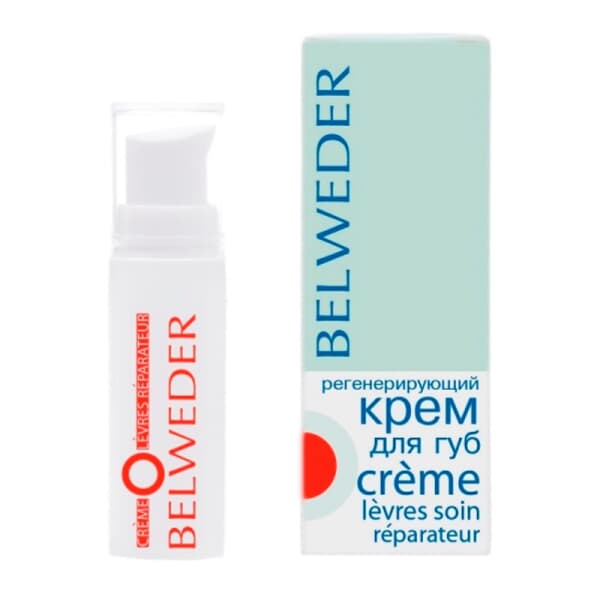 CRÈME LÈVRES RÉPARATEUR
BELWEDER
BELWEDER
регенерирующий
крем
для губ
crème
lèvres soin
réparateur